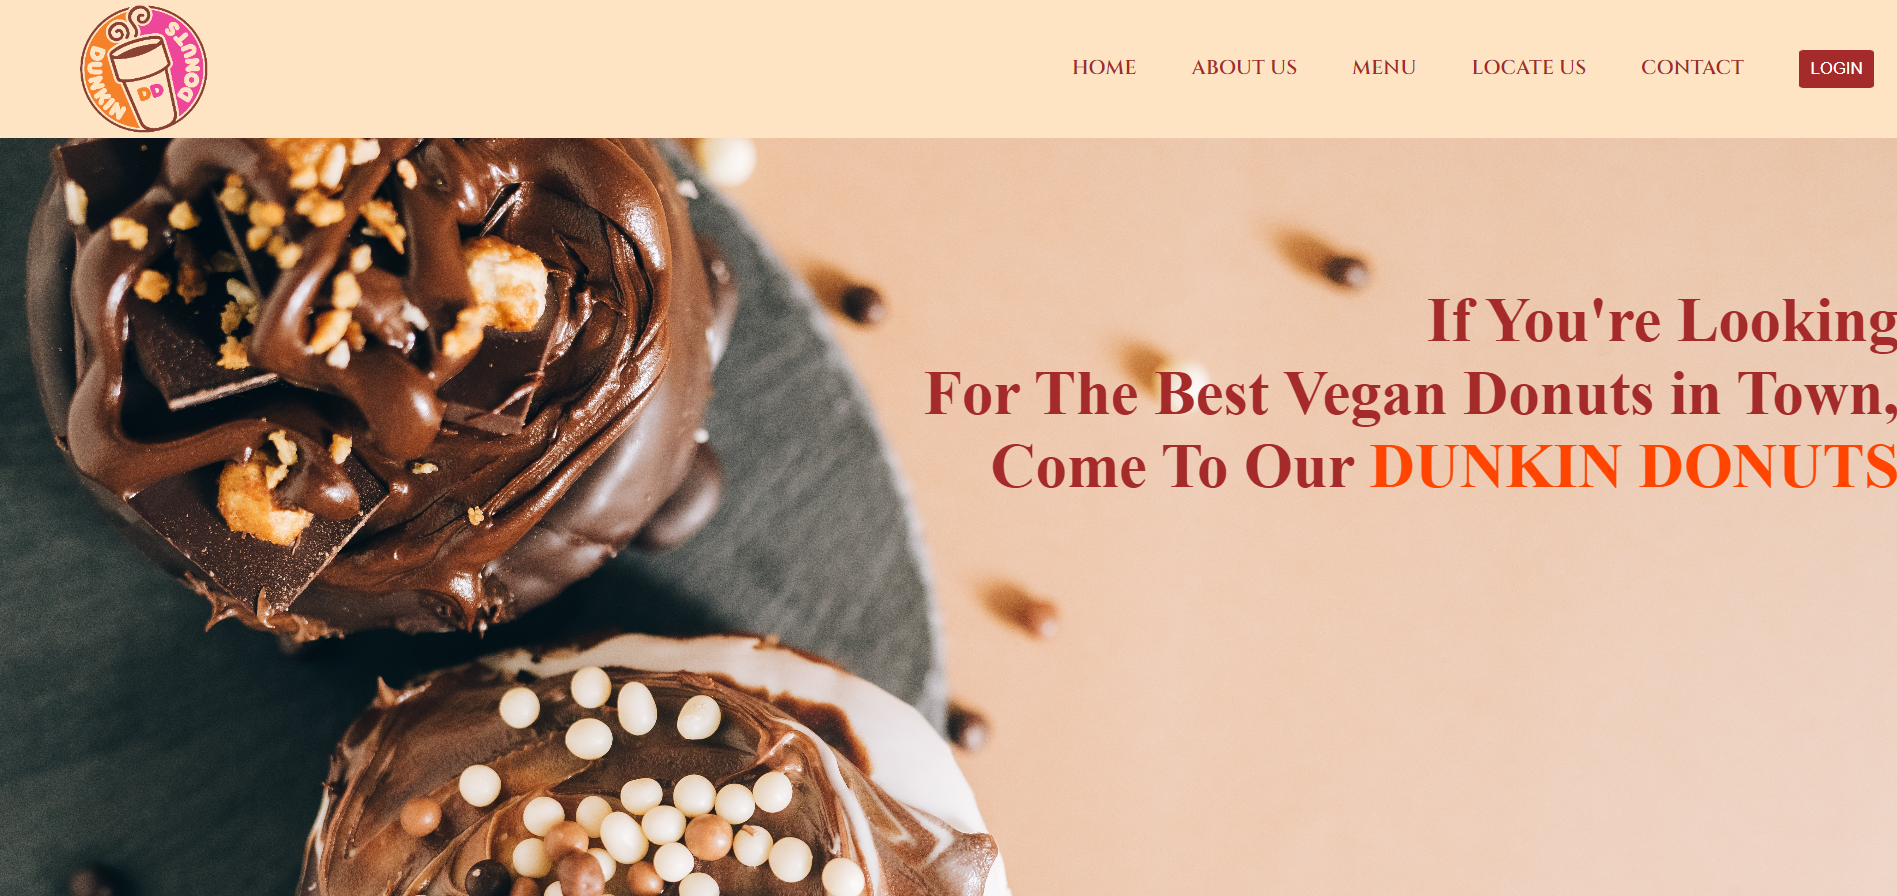 DUNKIN DONUTS
DD
HOME ABOUT US MENU LOCATE US CONTACT LOGIN
If You're Looking
For The Best Vegan Donuts in Town,
Come To Our DUNKIN DONUTS